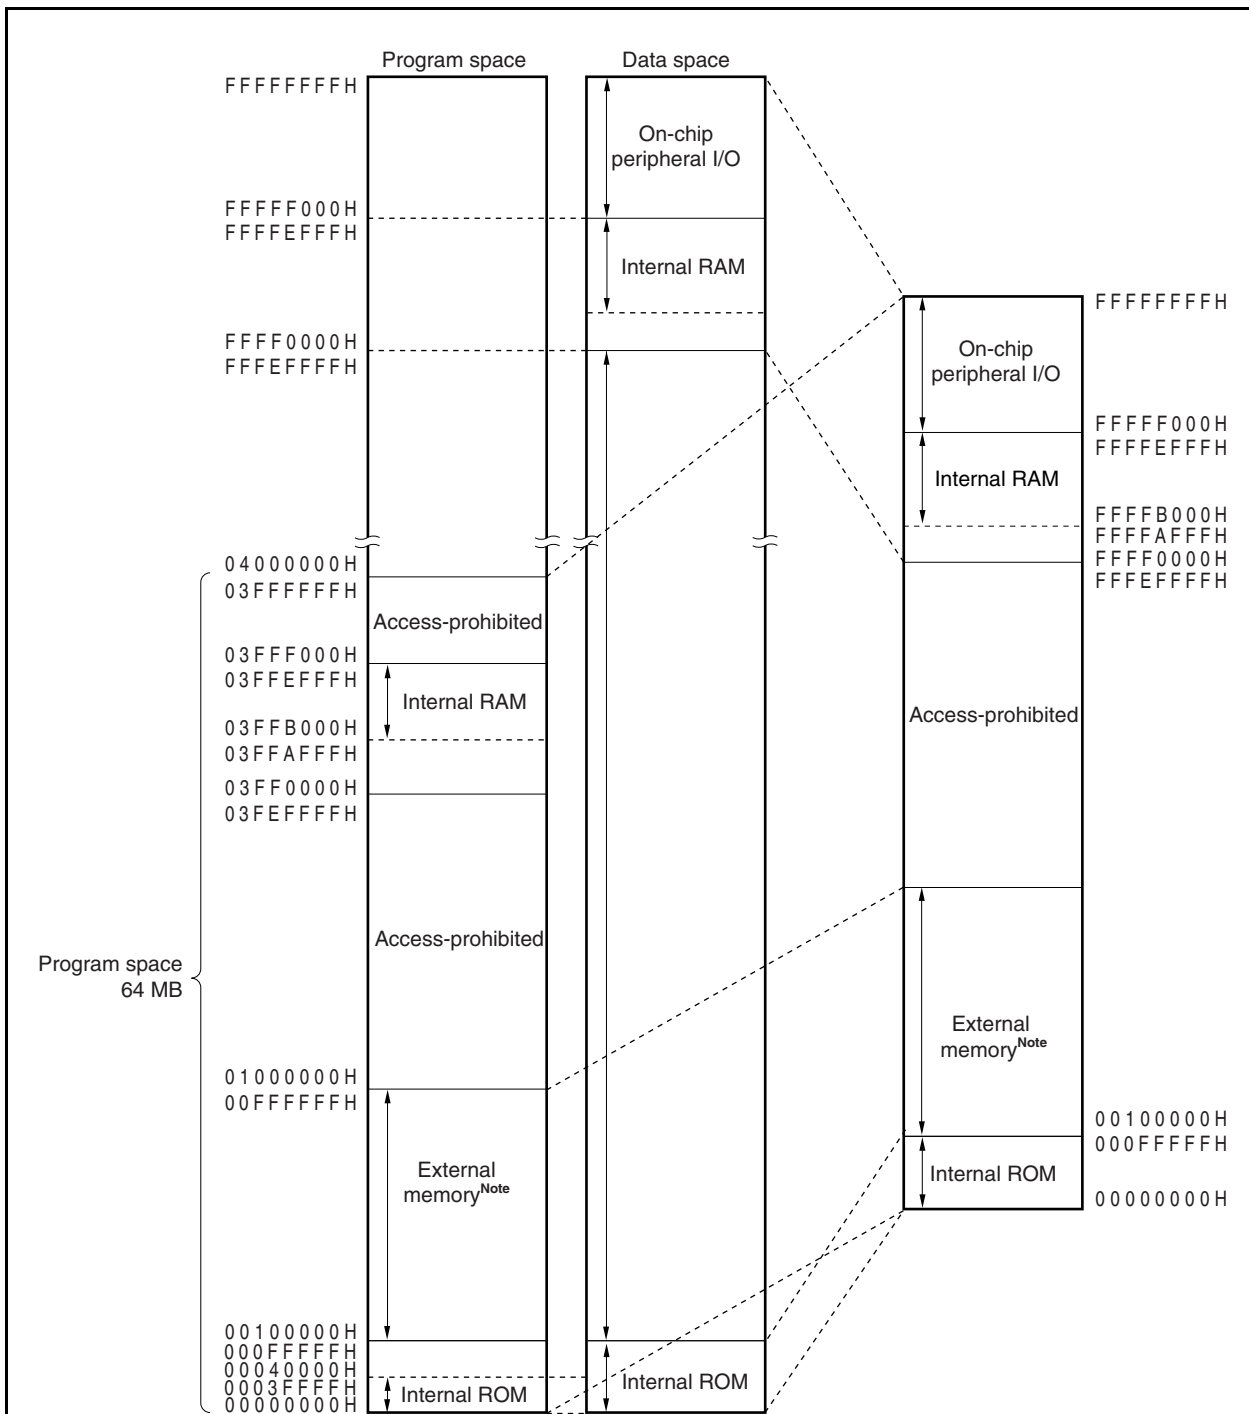 Program space
Data space
FFFFFFFFH
On-chip
peripheral I/O
FFFFF000H
FFFFEFFFH
Internal RAM
FFFF0000H
FFFEFFFFH
04000000H
03FFFFFFH
Access-prohibited
03FFF000H
03FFEFFFH
Internal RAM
03FFB000H
03FFAFFFH
03FF0000H
03FEFFFFH
Access-prohibited
Program space
64 MB
01000000H
00FFFFFFH
External
memoryNote
00100000H
000FFFFFH
00040000H
0003FFFFH
00000000H
Internal ROM
Internal ROM
FFFFFFFFH
On-chip
peripheral I/O
FFFFF000H
FFFFEFFFH
Internal RAM
FFFFB000H
FFFFAFFFH
FFFF0000H
FFFEFFFFH
Access-prohibited
External
memoryNote
00100000H
000FFFFFH
Internal ROM
00000000H